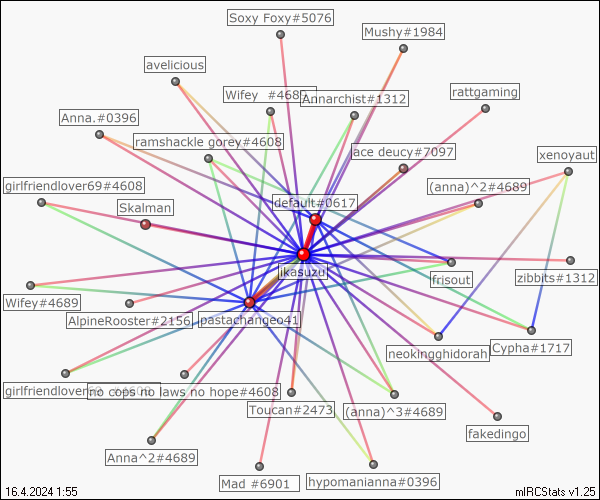 Soxy Foxy#5076
Mushy#1984
avelicious
rattgaming
Wifey #468
Annarchist#1312
Anna.#0396
ramshackle gorey#4608
ace deucy#7097
xenoyaut
girlfriendlover69#4608
(anna)^2#4689
default#0617
Skalman
jkasuzu
frisout
zibbits#1312
Wifey#4689
AlpineRooster#2156
pastachangeo41
Cypha#1717
neokingghidorah
girlfriendlover
no cops no laws no hope#4608
Toucan#2473
(anna)^3#4689
fakedingo
Anna^2#4689
Mad #6901
hypomanianna#0396
16.4.2024 1:55
mIRCStats v1.25